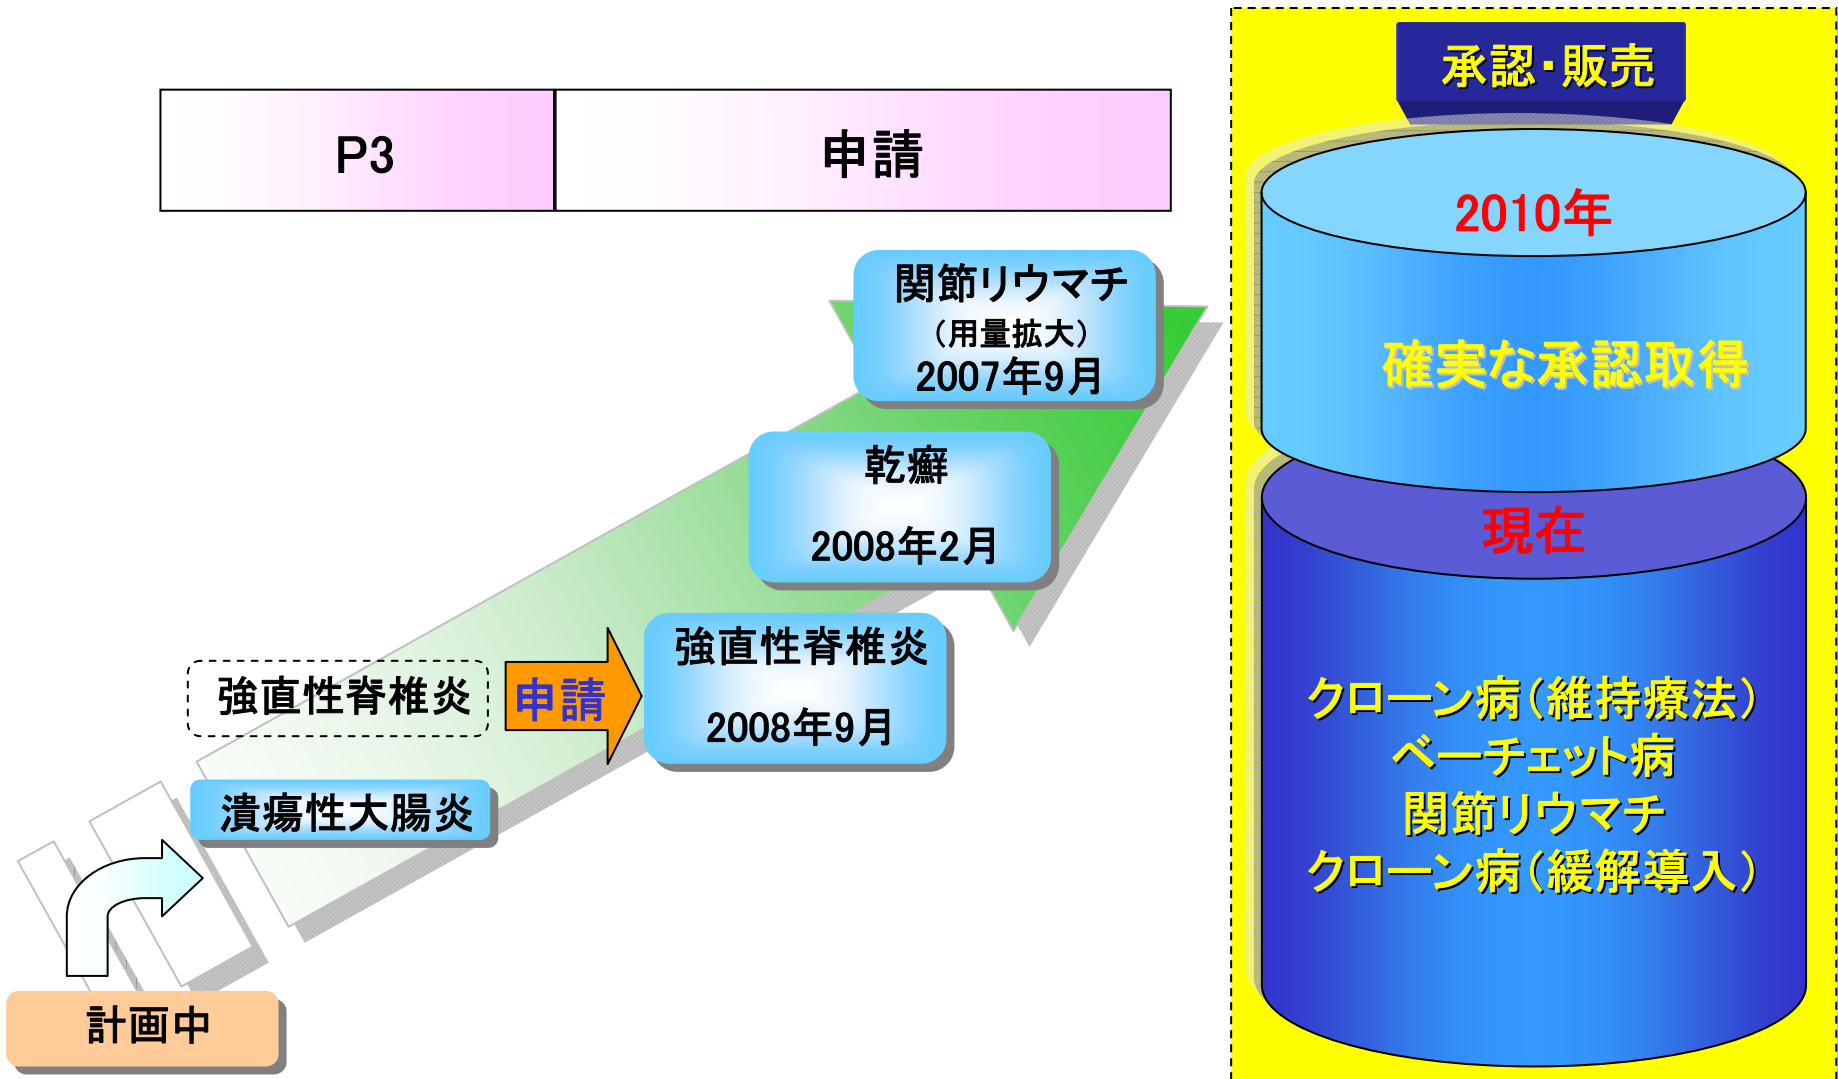 承認・販売
P3
申請
2010年
確実な承認取得
関節リウマチ
（用量拡大）
2007年9月
乾癬
2008年2月
現在
強直性脊椎炎
申請
強直性脊椎炎
2008年9月
クローン病（維持療法）
ベーチェット病
関節リウマチ
クローン病（緩解導入）
潰瘍性大腸炎
計画中